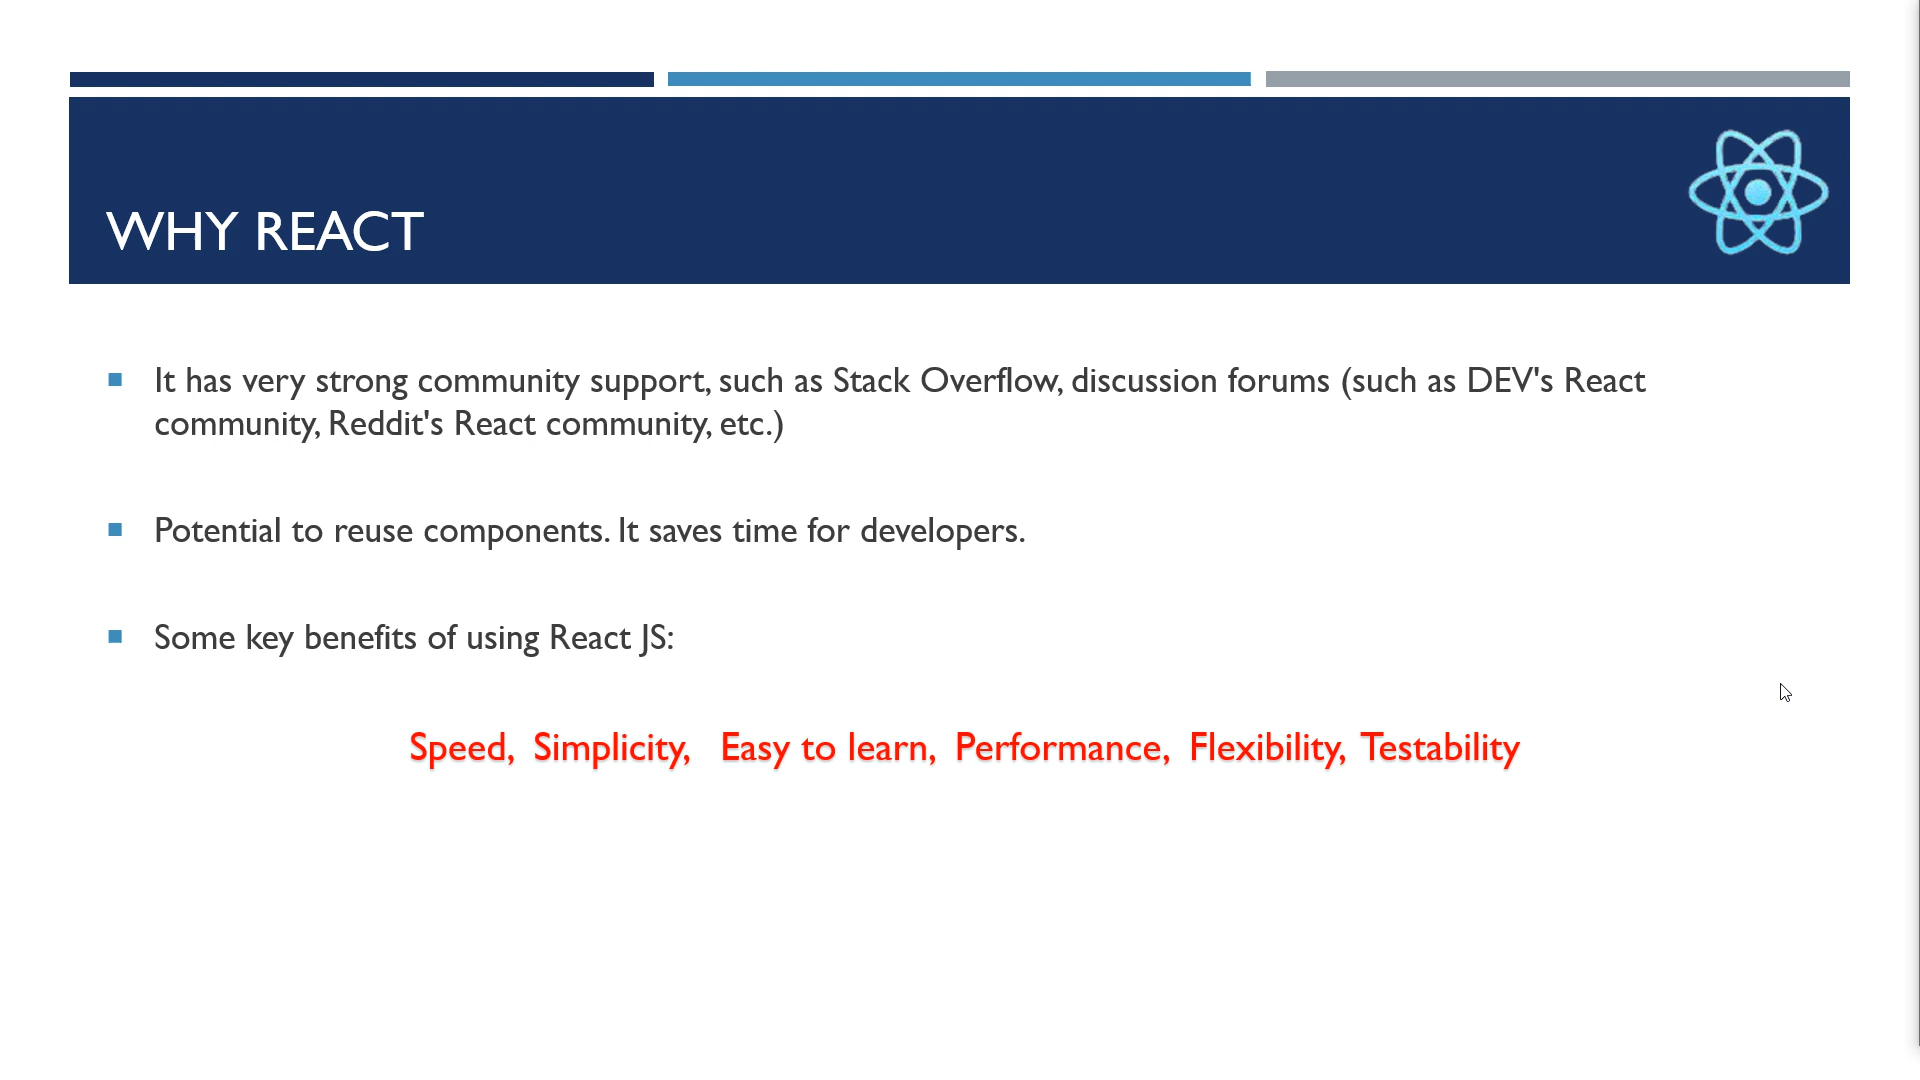 WHY REACT
It has very strong community support, such as Stack Overflow, discussion forums (such as DEV's React
community, Reddit's React community, etc.)
Potential to reuse components. It saves time for developers.
Some key benefits of using React JS:
Speed, Simplicity, Easy to learn, Performance, Flexibility, Testability